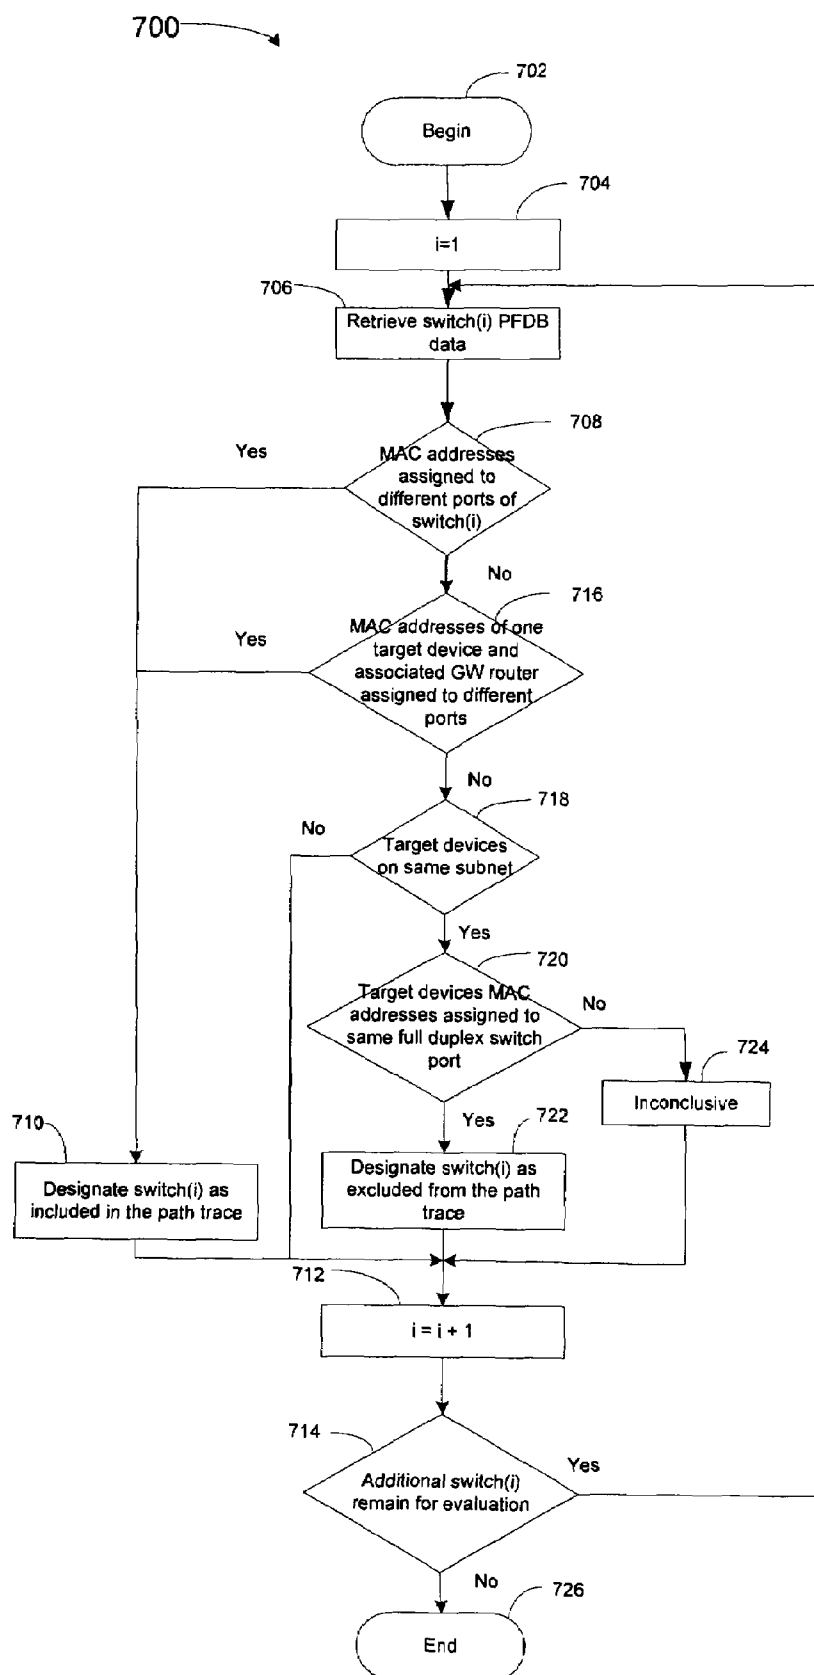 700
702
Begin
704
i=1
706
Retrieve switch(i) PFDB
data
708
Yes
MAC addresses
assigned to
different ports of
switch(i)
No
716
Yes
MAC addresses of one
target device and
associated GW router
assigned to different
ports
No
718
No
Target devices
on same subnet
Yes
720
Target devices MAC
addresses assigned to
same full duplex switch
port
No
724
Inconclusive
Yes
722
710
Designate switch(i) as
included in the path trace
Designate switch(i) as
excluded from the path
trace
712
i = i + 1
714
Additional switch(i)
remain for evaluation
Yes
No
726
End